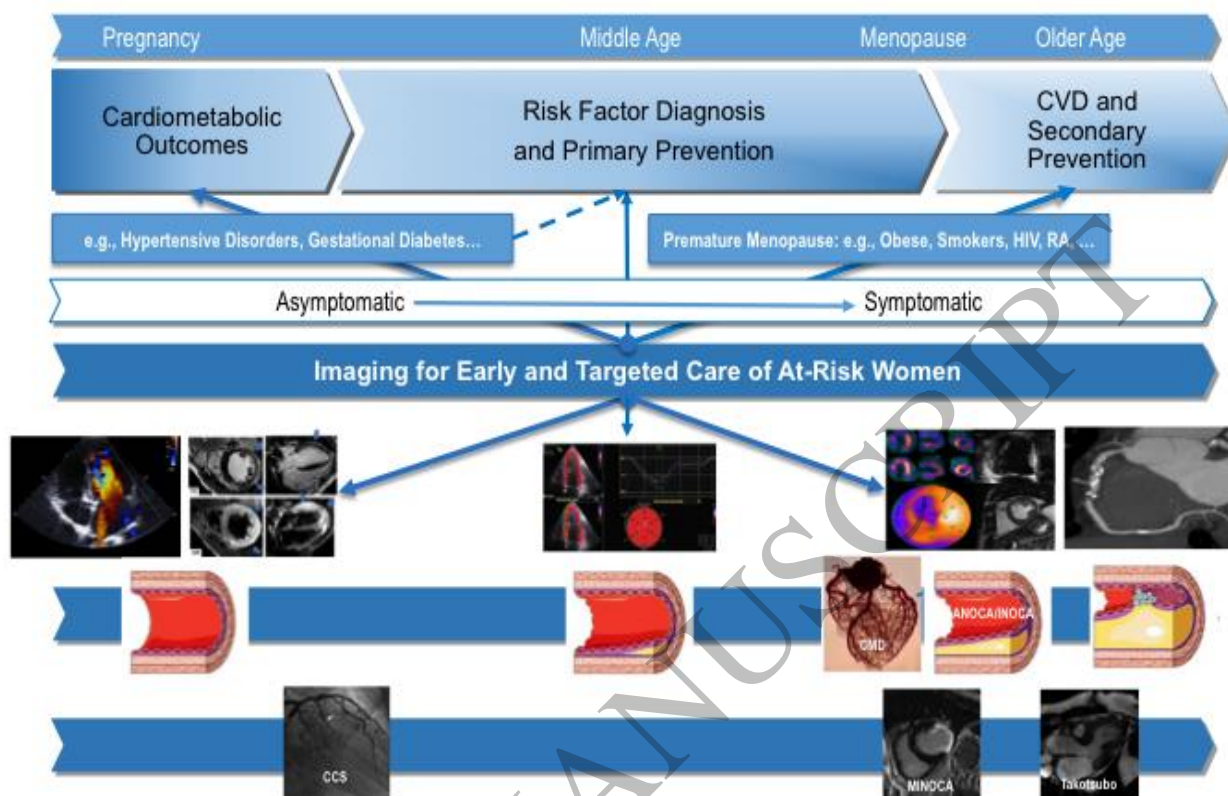 Pregnancy Middle Age Menopause Older Age
Cardiometabolic
Outcomes
Risk Factor Diagnosis
and Primary Prevention
CVD and
Secondary
Prevention
e.g., Hypertensive Disorders, Gestational Diabetes...
Premature Menopause: e.g., Obese, Smokers, HIV, RA, ...
Asymptomatic Symptomatic
Imaging for Early and Targeted Care of At-Risk Women
CMD
ANOCA/INOCA
CCS
MINOCA
Takotsubo
MANUSCRIPT